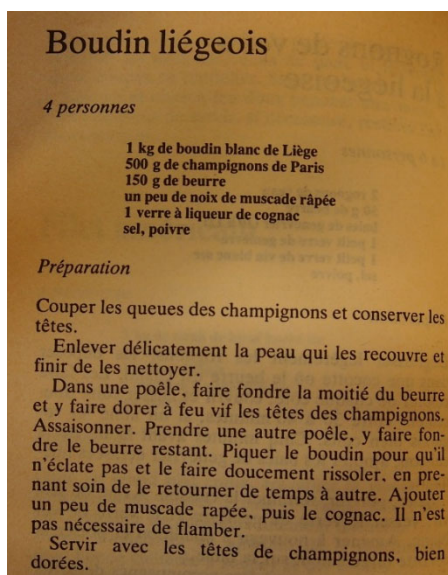 Boudin liégeois
4 personnes
1 kg de boudin blanc de Liège
500 g de champignons de Paris
150 g de beurre
un peu de noix de muscade râpée
1 verre à liqueur de cognac
sel, poivre
Préparation
Couper les queues des champignons et conserver les
têtes.
Enlever délicatement la peau qui les recouvre et
finir de les nettoyer.
Dans une poêle, faire fondre la moitié du beurre
et y faire dorer à feu vif les têtes des champignons.
Assaisonner. Prendre une autre poêle, y faire fon-
dre le beurre restant. Piquer le boudin pour qu'il
n'éclate pas et le faire doucement rissoler, en pre-
nant soin de le retourner de temps à autre. Ajouter
un peu de muscade rapée, puis le cognac. Il n'est
pas nécessaire de flamber.
Servir avec les têtes de champignons, bien
dorées.